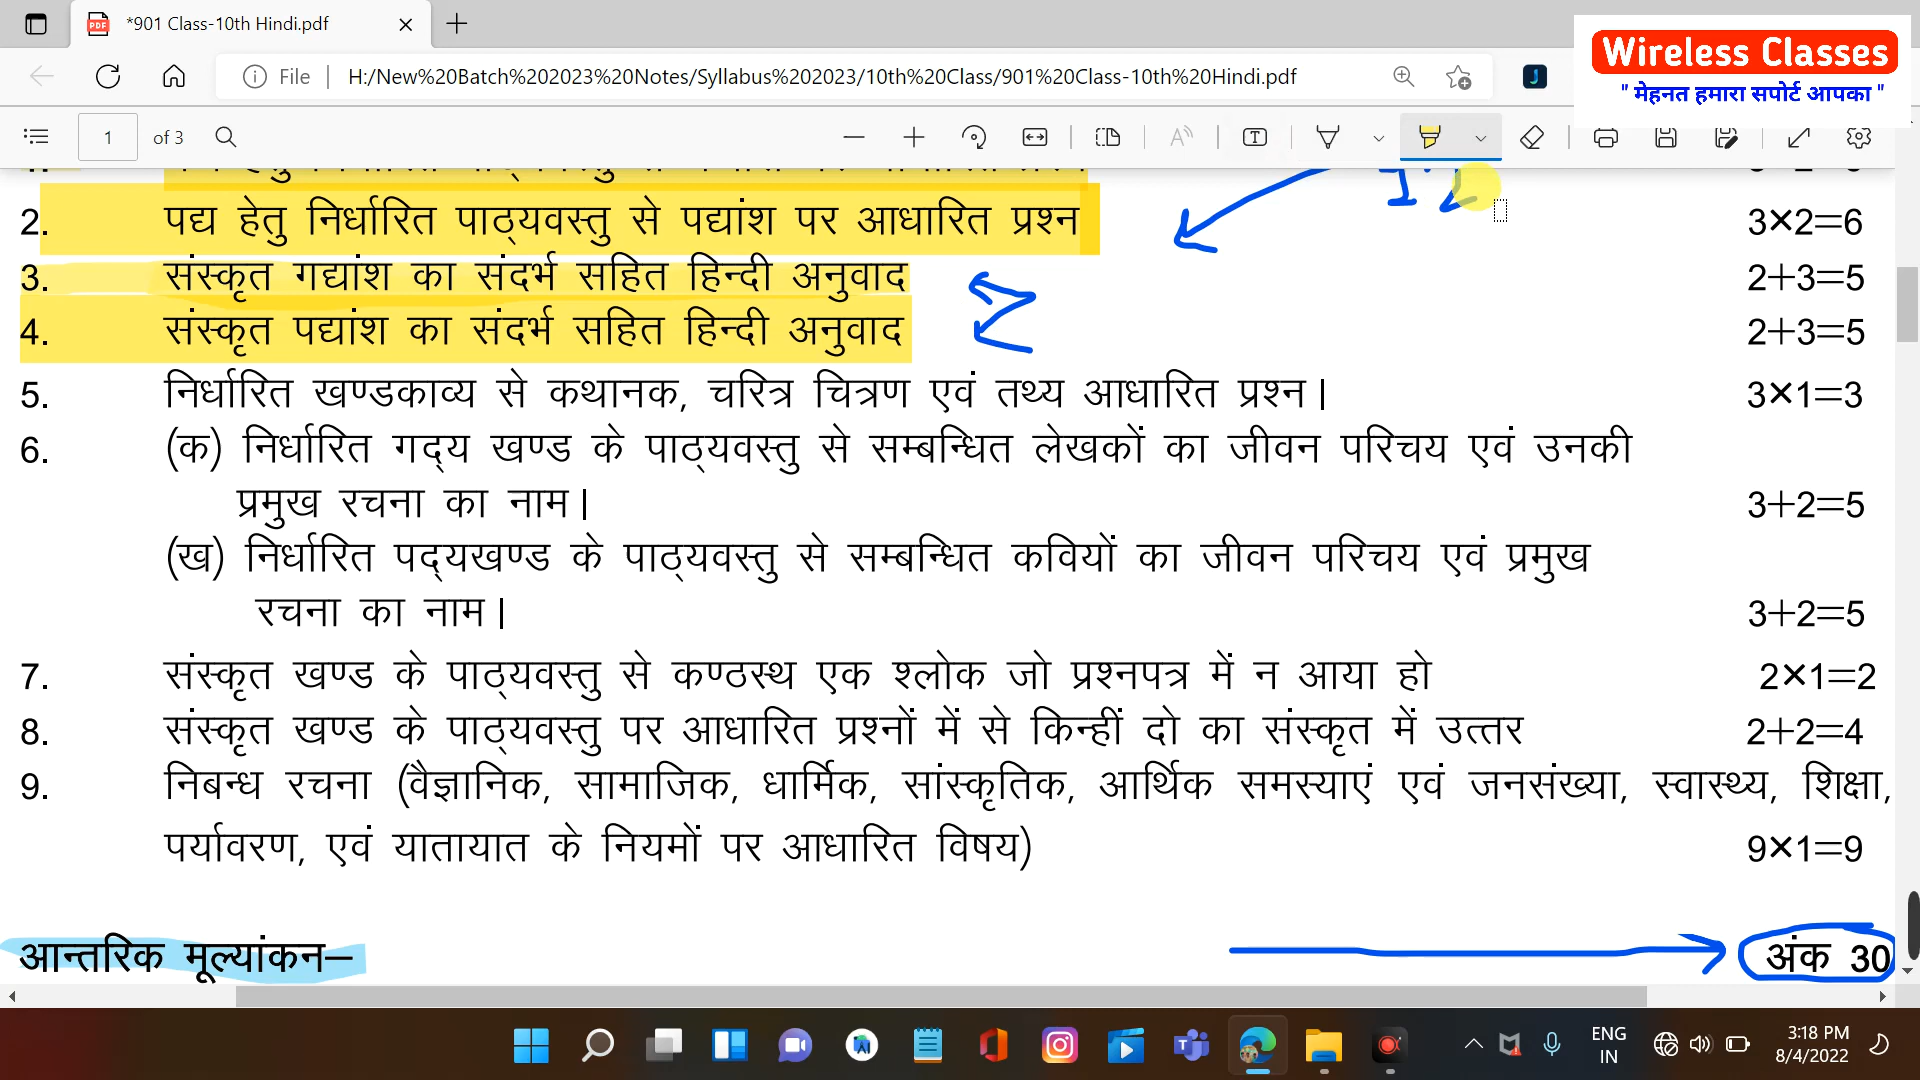 *901 Class-10th Hindi.pdf
File H:/New%20Batch%202023%20Notes/Syllabus%202023/10th%20Class/901%20Class-10th%20Hindi.pdf
Wireless Classes
" मेहनत हमारा सपोर्ट आपका "
1 of 3
2. पद्य हेतु निर्धारित पाठ्यवस्तु से पद्यांश पर आधारित प्रश्न 3×2=6
3. संस्कृत गद्यांश का संदर्भ सहित हिन्दी अनुवाद 2+3=5
4. संस्कृत पद्यांश का संदर्भ सहित हिन्दी अनुवाद 2+3=5
5. निर्धारित खण्डकाव्य से कथानक, चरित्र चित्रण एवं तथ्य आधारित प्रश्न। 3×1=3
6. (क) निर्धारित गद्य खण्ड के पाठ्यवस्तु से सम्बन्धित लेखकों का जीवन परिचय एवं उनकी
प्रमुख रचना का नाम। 3+2=5
(ख) निर्धारित पद्यखण्ड के पाठ्यवस्तु से सम्बन्धित कवियों का जीवन परिचय एवं प्रमुख
रचना का नाम। 3+2=5
7. संस्कृत खण्ड के पाठ्यवस्तु से कण्ठस्थ एक श्लोक जो प्रश्नपत्र में न आया हो 2×1=2
8. संस्कृत खण्ड के पाठ्यवस्तु पर आधारित प्रश्नों में से किन्हीं दो का संस्कृत में उत्तर 2+2=4
9. निबन्ध रचना (वैज्ञानिक, सामाजिक, धार्मिक, सांस्कृतिक, आर्थिक समस्याएं एवं जनसंख्या, स्वास्थ्य, शिक्षा,
पर्यावरण, एवं यातायात के नियमों पर आधारित विषय) 9×1=9
आन्तरिक मूल्यांकन– अंक 30
ENG
IN
3:18 PM
8/4/2022